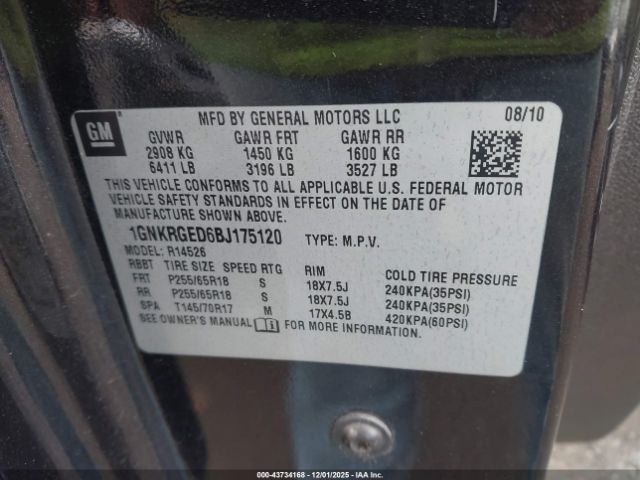 GM
MFD BY GENERAL MOTORS LLC 08/10
GVWR GAWR FRT GAWR RR
2908 KG 1450 KG 1600 KG
6411 LB 3196 LB 3527 LB
THIS VEHICLE CONFORMS TO ALL APPLICABLE U.S. FEDERAL MOTOR
VEHICLE SAFETY STANDARDS IN EFFECT ON THE DATE OF
MANUFACTURE SHOWN ABOVE.
1GNKRGED6BJ175120 TYPE: M.P.V.
MODEL: R14526
RBBT TIRE SIZE SPEED RTG RIM COLD TIRE PRESSURE
FRT P255/65R18 S 18X7.5J 240KPA(35PSI)
RR P255/65R18 S 18X7.5J 240KPA(35PSI)
SPA T145/70R17 M 17X4.5B 420KPA(60PSI)
SEE OWNER'S MANUAL FOR MORE INFORMATION.
000-43734168 - 12/01/2025 - IAA Inc.